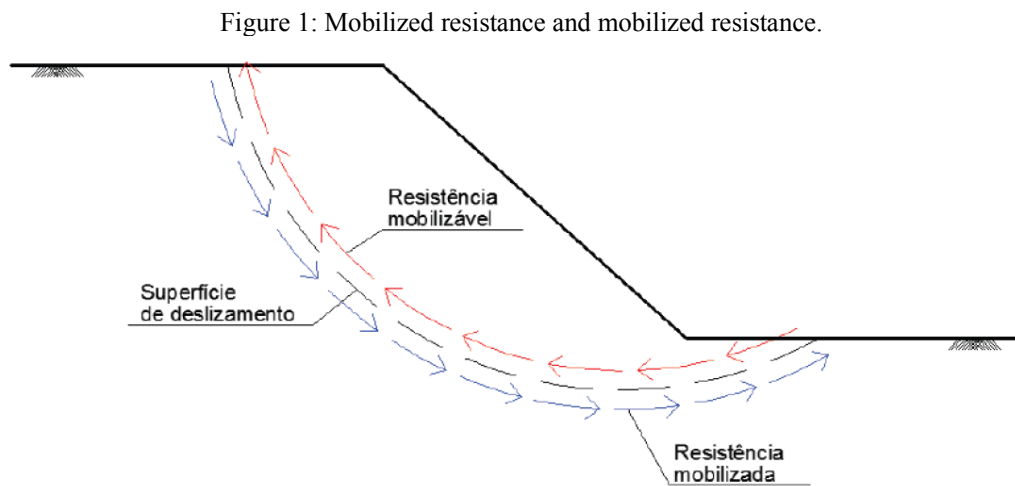 Figure 1: Mobilized resistance and mobilized resistance.
Resistência
mobilizável
Superfície
de deslizamento
Resistência
mobilizada